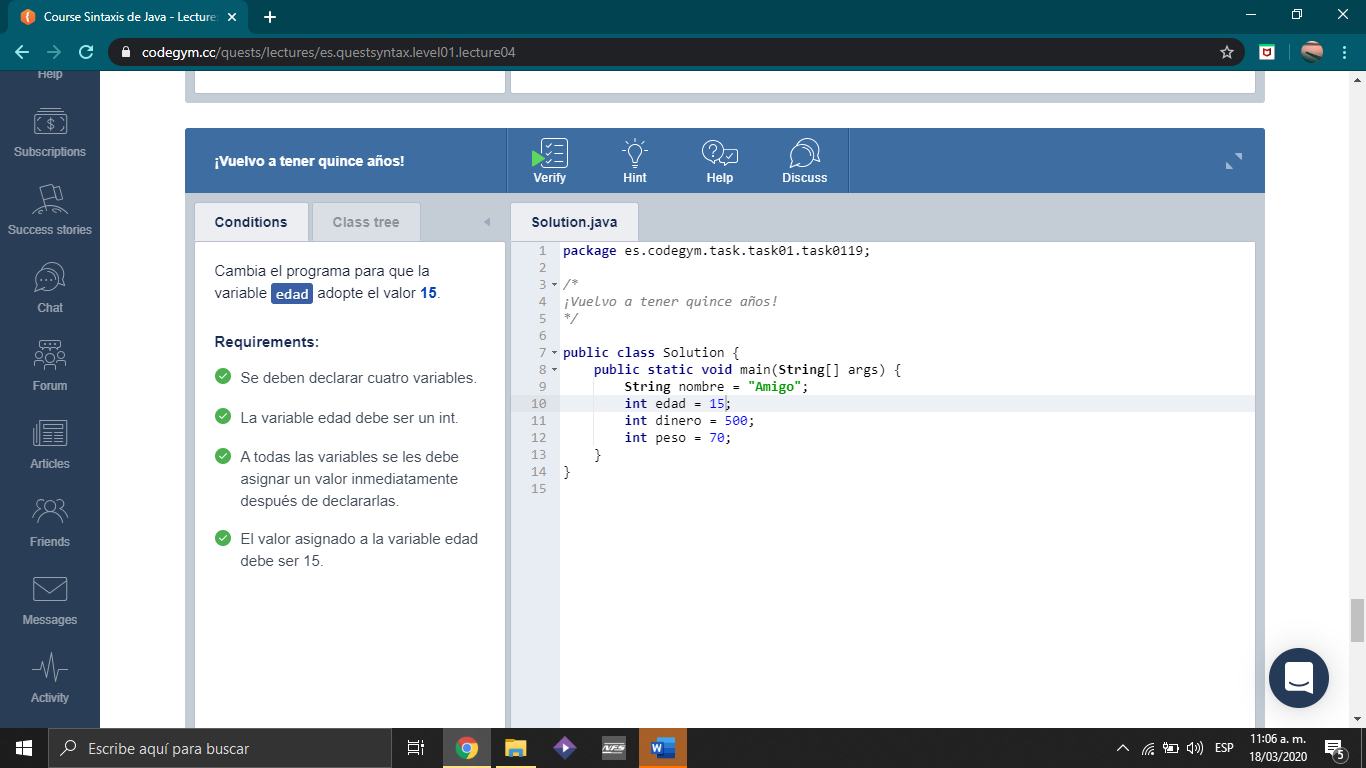 Course Sintaxis de Java - Lecture:
codegym.cc/quests/lectures/es.questsyntax.level01.lecture04
Help
Subscriptions
Success stories
Chat
Forum
Articles
Friends
Messages
Activity
¡Vuelvo a tener quince años!
Verify
Hint
Help
Discuss
Conditions
Class tree
Cambia el programa para que la
variable edad adopte el valor 15.
Requirements:
Se deben declarar cuatro variables.
La variable edad debe ser un int.
A todas las variables se les debe
asignar un valor inmediatamente
después de declararlas.
El valor asignado a la variable edad
debe ser 15.
Solution.java
1 package es.codegym.task.task01.task0119;
2
3 /*
4 ¡Vuelvo a tener quince años!
5 */
6
7 public class Solution {
8 public static void main(String[] args) {
9 String nombre = "Amigo";
10 int edad = 15;
11 int dinero = 500;
12 int peso = 70;
13 }
14 }
15
Escribe aquí para buscar
VFS
W
ESP
11:06 a. m.
18/03/2020
5